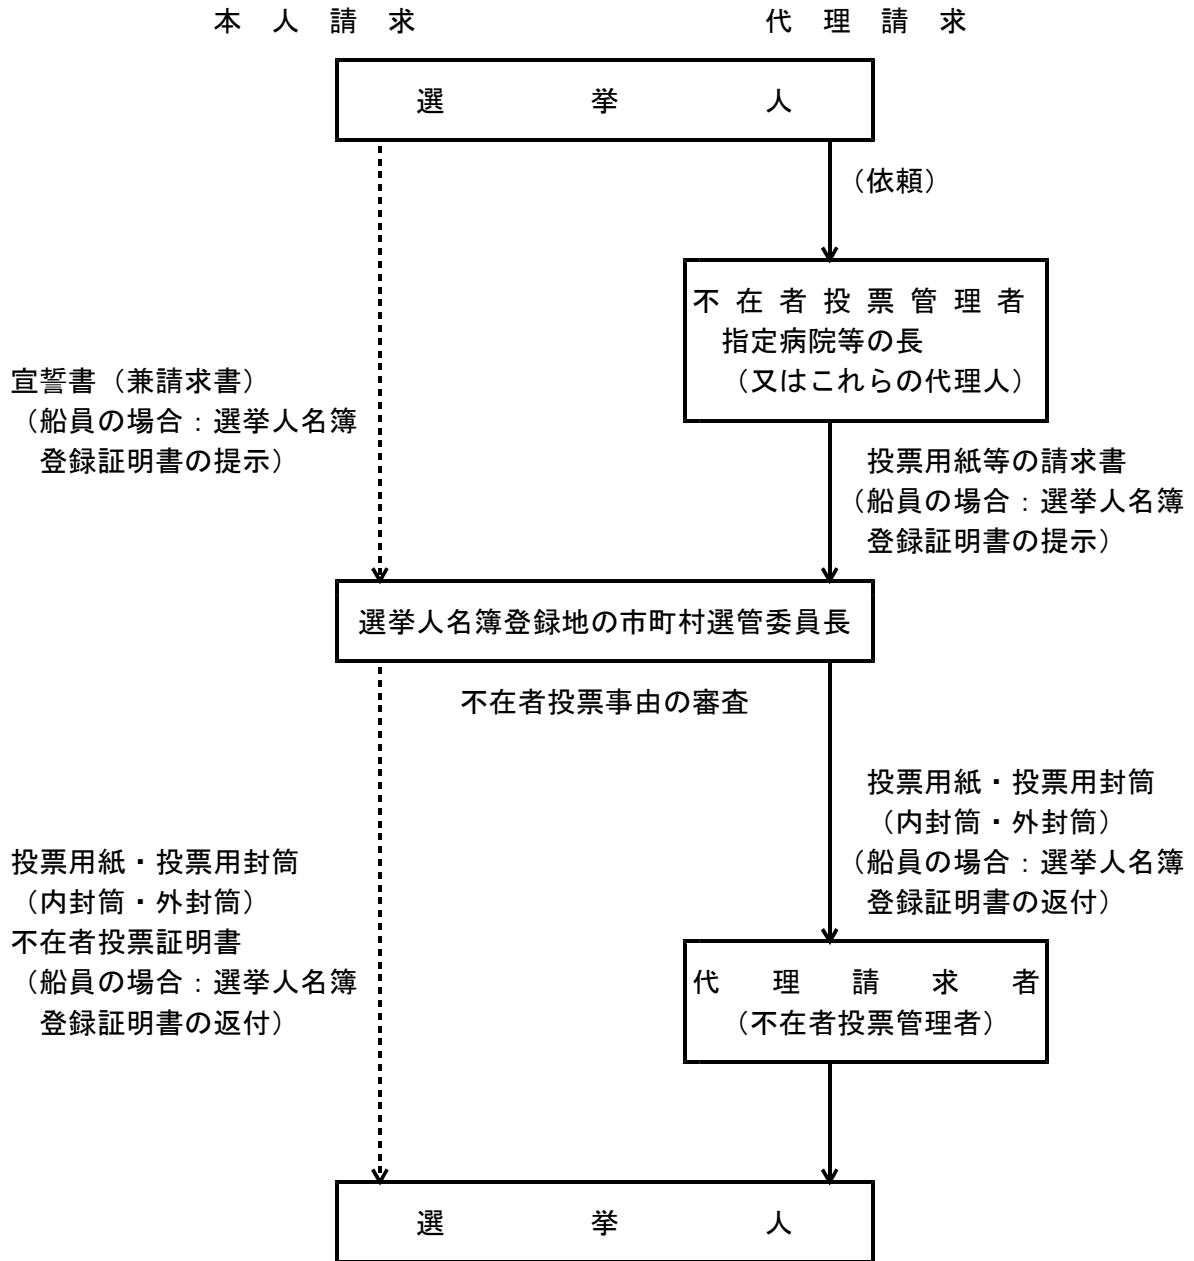 本人請求
代理請求
選挙人
（依頼）
不在者投票管理者
指定病院等の長
（又はこれらの代理人）
宣誓書（兼請求書）
（船員の場合：選挙人名簿
登録証明書の提示）
投票用紙等の請求書
（船員の場合：選挙人名簿
登録証明書の提示）
選挙人名簿登録地の市町村選管委員長
不在者投票事由の審査
投票用紙・投票用封筒
（内封筒・外封筒）
（船員の場合：選挙人名簿
登録証明書の返付）
投票用紙・投票用封筒
（内封筒・外封筒）
不在者投票証明書
（船員の場合：選挙人名簿
登録証明書の返付）
代理請求者
（不在者投票管理者）
選挙人